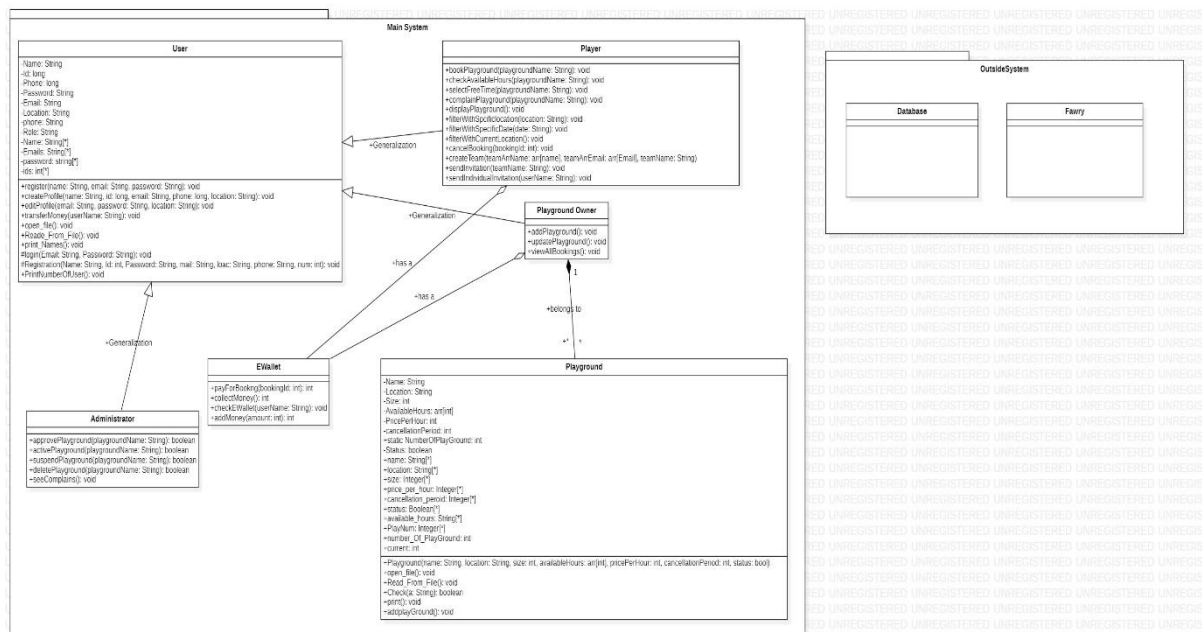 Main System
User
-Name: String
-Id: long
-Phone: long
-Password: String
-Email: String
-Location: String
-phone: String
-Role: String
-Name: String[*]
-Emails: String[*]
-password: string[*]
-ids: int[*]
+register(name: String, email: String, password: String): void
+createProfile(name: String, id: long, email: String, phone: long, location: String): void
+editProfile(email: String, password: String, location: String): void
+transferMoney(userName: String): void
+open_file(): void
+Reade_From_File(): void
+print_Names(): void
#login(Email: String, Password: String): void
#Registration(Name: String, Id: int, Password: String, mail: String, loac: String, phone: String, num: int): void
+PrintNumberOfUser(): void
Player
+bookPlayground(playgroundName: String): void
+checkAvailableHours(playgroundName: String): void
+selectFreeTime(playgroundName: String): void
+complainPlayground(playgroundName: String): void
+displayPlayground(): void
+filterWithSpcificlocation(location: String): void
+filterWithSpecificDate(date: String): void
+filterWithCurrentLocation(): void
+cancelBooking(bookingId: int): void
+createTeam(teamArrName: arr[name], teamArrEmail: arr[Email], teamName: String)
+sendInvitation(teamName: String): void
+sendIndividualInvitation(userName: String): void
+Generalization
+Generalization
Playground Owner
+addPlayground(): void
+updatePlayground(): void
+viewAllBookings(): void
1
+has a
+has a
+belongs to
+*
+Generalization
EWallet
+payForBookng(bookingId: int): int
+collectMoney(): int
+checkEWallet(userName: String): void
+addMoney(amount: int): int
Administrator
+approvePlayground(playgroundName: String): boolean
+activePlayground(playgroundName: String): boolean
+suspendPlayground(playgroundName: String): boolean
+deletePlayground(playgroundName: String): boolean
+seeComplains(): void
Playground
-Name: String
-Location: String
-Size: int
-AvailableHours: arr[int]
-PricePerHour: int
-cancellationPeriod: int
+static NumberOfPlayGround: int
-Status: boolean
+name: String[*]
+location: String[*]
+size: Integer[*]
+price_per_hour: Integer[*]
+cancellation_peroid: Integer[*]
+status: Boolean[*]
+available_hours: String[*]
+PlayNum: Integer[*]
+number_Of_PlayGround: int
+current: int
+Playground(name: String, location: String, size: int, availableHours: arr[int], pricePerHour: int, cancellationPeriod: int, status: bool)
+open_file(): void
+Read_From_File(): void
+Check(a: String): boolean
+print(): void
+addplayGround(): void
OutsideSystem
Database
Fawry
UNREGISTERED